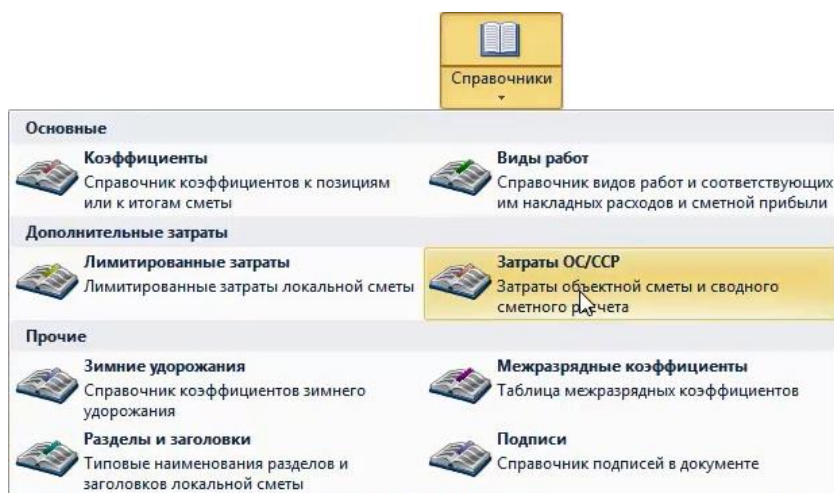 Справочники
Основные
Коэффициенты
Справочник коэффициентов к позициям
или к итогам сметы
Виды работ
Справочник видов работ и соответствующих
им накладных расходов и сметной прибыли
Дополнительные затраты
Лимитированные затраты
Лимитированные затраты локальной сметы
Затраты ОС/ССР
Затраты объектной сметы и сводного
сметного расчета
Прочие
Зимние удорожания
Справочник коэффициентов зимнего
удорожания
Межразрядные коэффициенты
Таблица межразрядных коэффициентов
Разделы и заголовки
Типовые наименования разделов и
заголовков локальной сметы
Подписи
Справочник подписей в документе